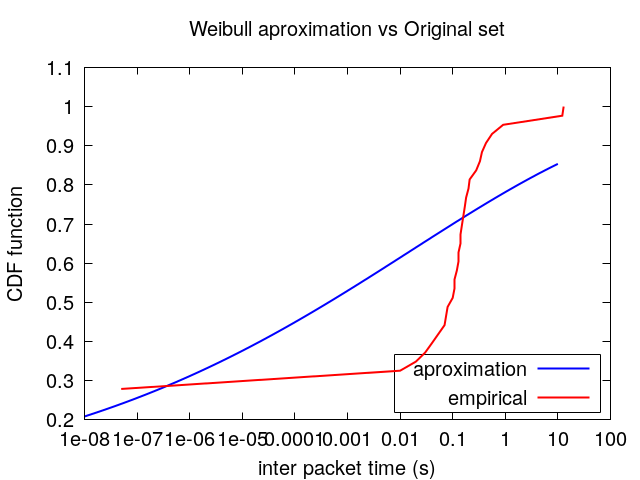 Weibull aproximation vs Original set
1.1
1
0.9
0.8
0.7
0.6
0.5
0.4
0.3
0.2
CDF function
aproximation
empirical
1e-08 1e-07 1e-06 1e-05 0.0001 0.001 0.01 0.1 1 10 100
inter packet time (s)